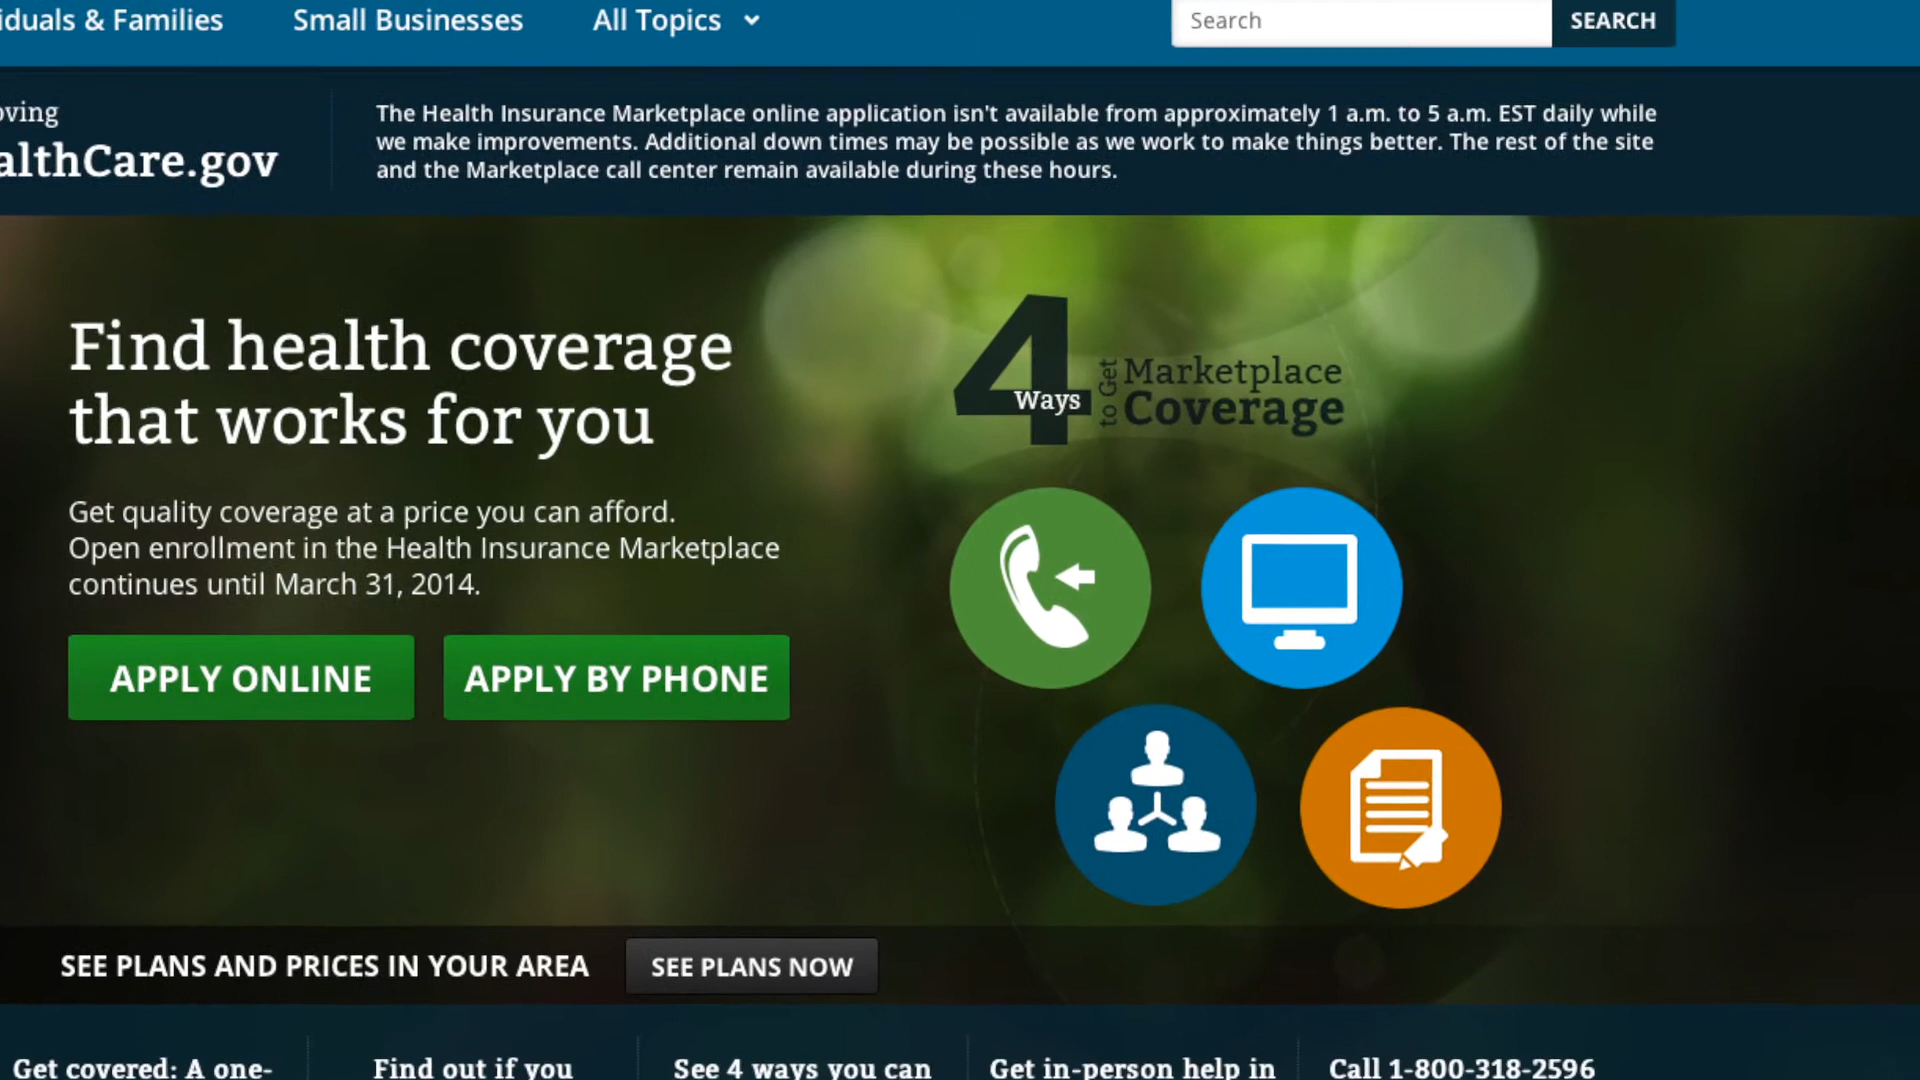 iduals & Families
Small Businesses
All Topics
Search
SEARCH
oving
althCare.gov
The Health Insurance Marketplace online application isn't available from approximately 1 a.m. to 5 a.m. EST daily while
we make improvements. Additional down times may be possible as we work to make things better. The rest of the site
and the Marketplace call center remain available during these hours.
Find health coverage
that works for you
Get quality coverage at a price you can afford.
Open enrollment in the Health Insurance Marketplace
continues until March 31, 2014.
APPLY ONLINE
APPLY BY PHONE
4 Ways
to Get
Marketplace
Coverage
SEE PLANS AND PRICES IN YOUR AREA
SEE PLANS NOW
Get covered: A one-
Find out if you
See 4 ways you can
Get in-person help in
Call 1-800-318-2596